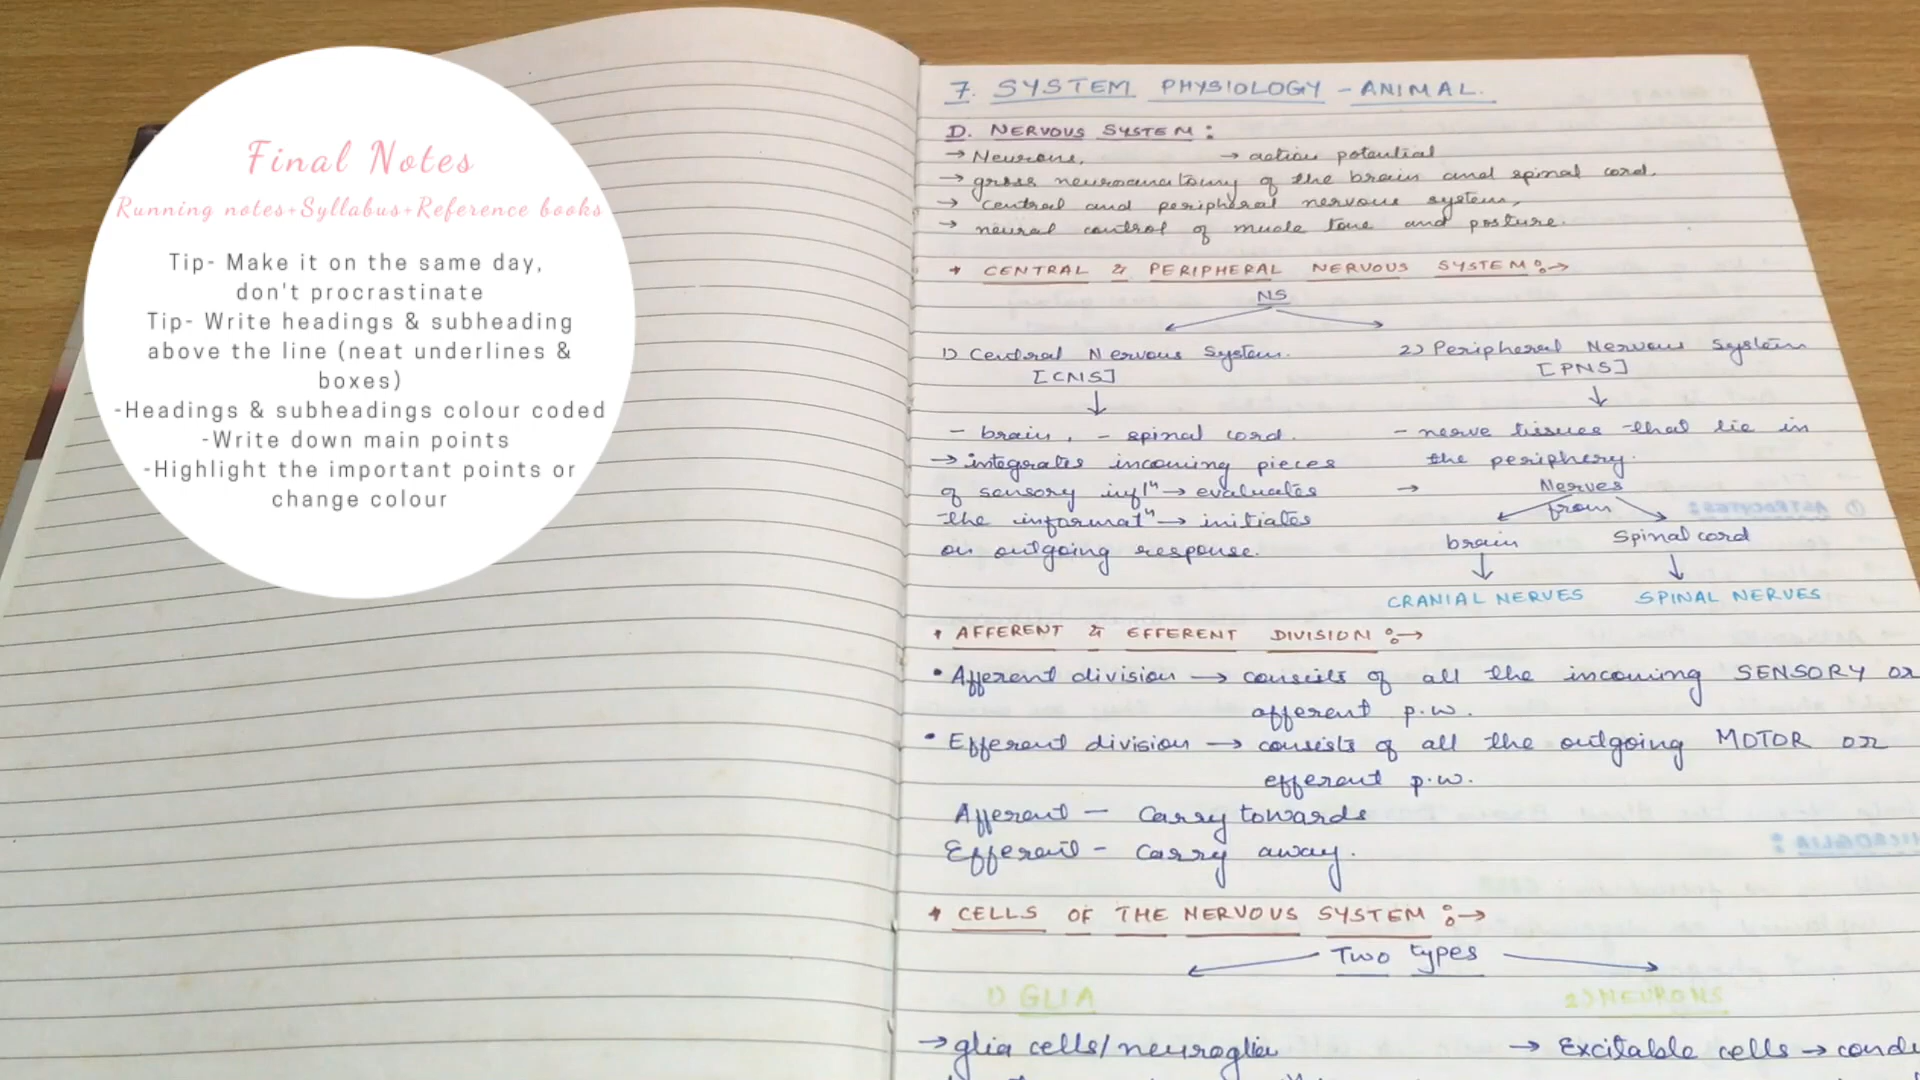 Final Notes
Running notes+Syllabus+Reference books
Tip- Make it on the same day,
don't procrastinate
Tip- Write headings & subheading
above the line (neat underlines &
boxes)
-Headings & subheadings colour coded
-Write down main points
-Highlight the important points or
change colour
7. SYSTEM PHYSIOLOGY - ANIMAL.
D. NERVOUS SYSTEM :
→ Neurons, → action potential
→ gross neuroanatomy of the brain and spinal cord.
→ central and peripheral nervous system,
→ neural control of muscle tone and posture.
* CENTRAL & PERIPHERAL NERVOUS SYSTEM :→
NS
1) Central Nervous System. 2) Peripheral Nervous System
[CNS] [PNS]
↓ ↓
- brain, - spinal cord. - nerve tissues that lie in
→ integrates incoming pieces the periphery.
of sensory infⁿ → evaluates → Nerves
the informatⁿ → initiates from
an outgoing response. brain Spinal cord
↓ ↓
CRANIAL NERVES SPINAL NERVES
* AFFERENT & EFFERENT DIVISION :→
• Afferent division → consists of all the incoming SENSORY or
afferent p.w.
• Efferent division → consists of all the outgoing MOTOR or
efferent p.w.
Afferent - Carry towards
Efferent - Carry away.
* CELLS OF THE NERVOUS SYSTEM :→
Two types
1) GLIA 2) NEURONS
→ glia cells/neuroglia → Excitable cells → condu